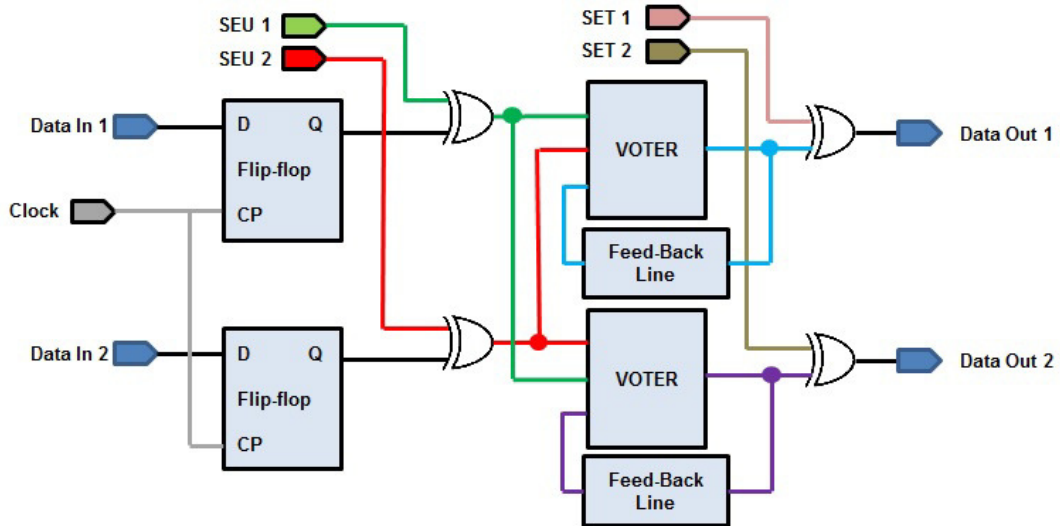 SEU 1
SEU 2
SET 1
SET 2
Data In 1
D
Q
Flip-flop
CP
Clock
VOTER
Data Out 1
Feed-Back
Line
Data In 2
D
Q
Flip-flop
CP
VOTER
Data Out 2
Feed-Back
Line